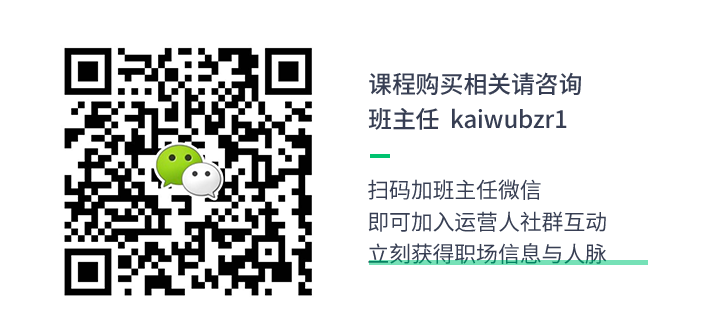 课程购买相关请咨询
班主任 kaiwubzr1
扫码加班主任微信
即可加入运营人社群互动
立刻获得职场信息与人脉